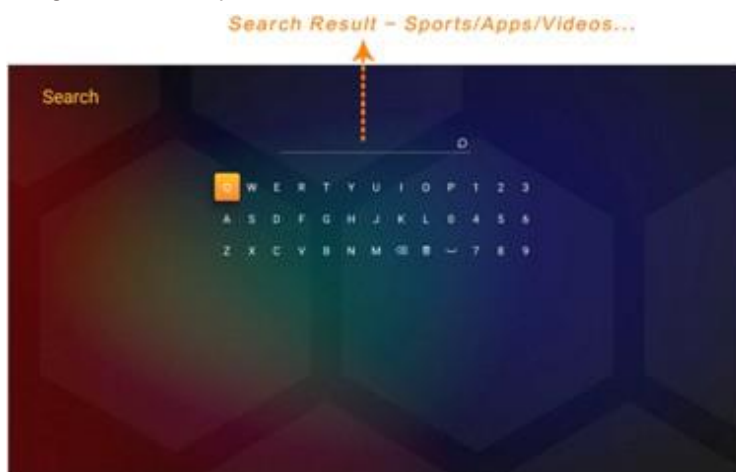 Search Result – Sports/Apps/Videos...
Search
Q W E R T Y U I O P 1 2 3
A S D F G H J K L 0 4 5 6
Z X C V B N M 7 8 9